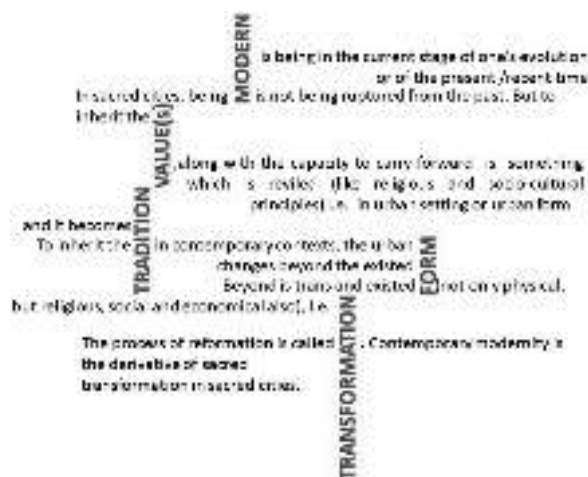 MODERN
is being in the current stage of one's evolution
or of the present /recent time
In sacred cities, being is not being ruptured from the past. But to
inherit the
VALUE(s)
,along with the capacity to carry forward is something
which is reviled (like religious and socio-cultural
principles) i.e. in urban setting or urban form
and it becomes
TRADITION
To inherit the in contemporary contexts, the urban
FORM
changes beyond the existed
Beyond is trans and existed (not only physical,
but religious, social and economical also), i.e.
TRANSFORMATION
The process of reformation is called . Contemporary modernity is
the derivative of sacred
transformation in sacred cities.